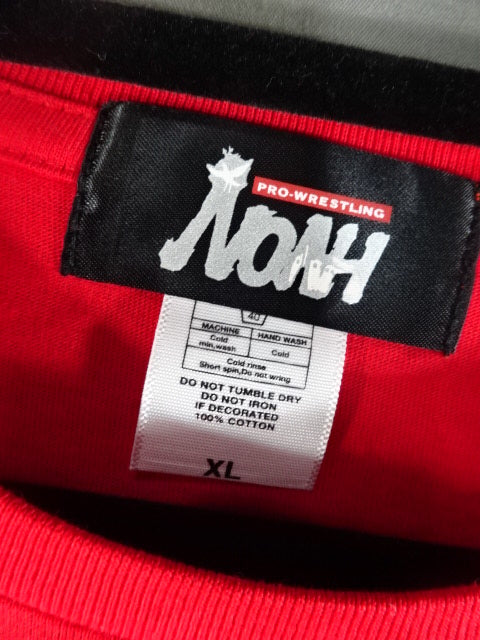 PRO-WRESTLING
NOAH
40
MACHINE HAND WASH
Cold
min,wash
Cold
Cold rinse
Short spin,Do not wring
DO NOT TUMBLE DRY
DO NOT IRON
IF DECORATED
100% COTTON
XL